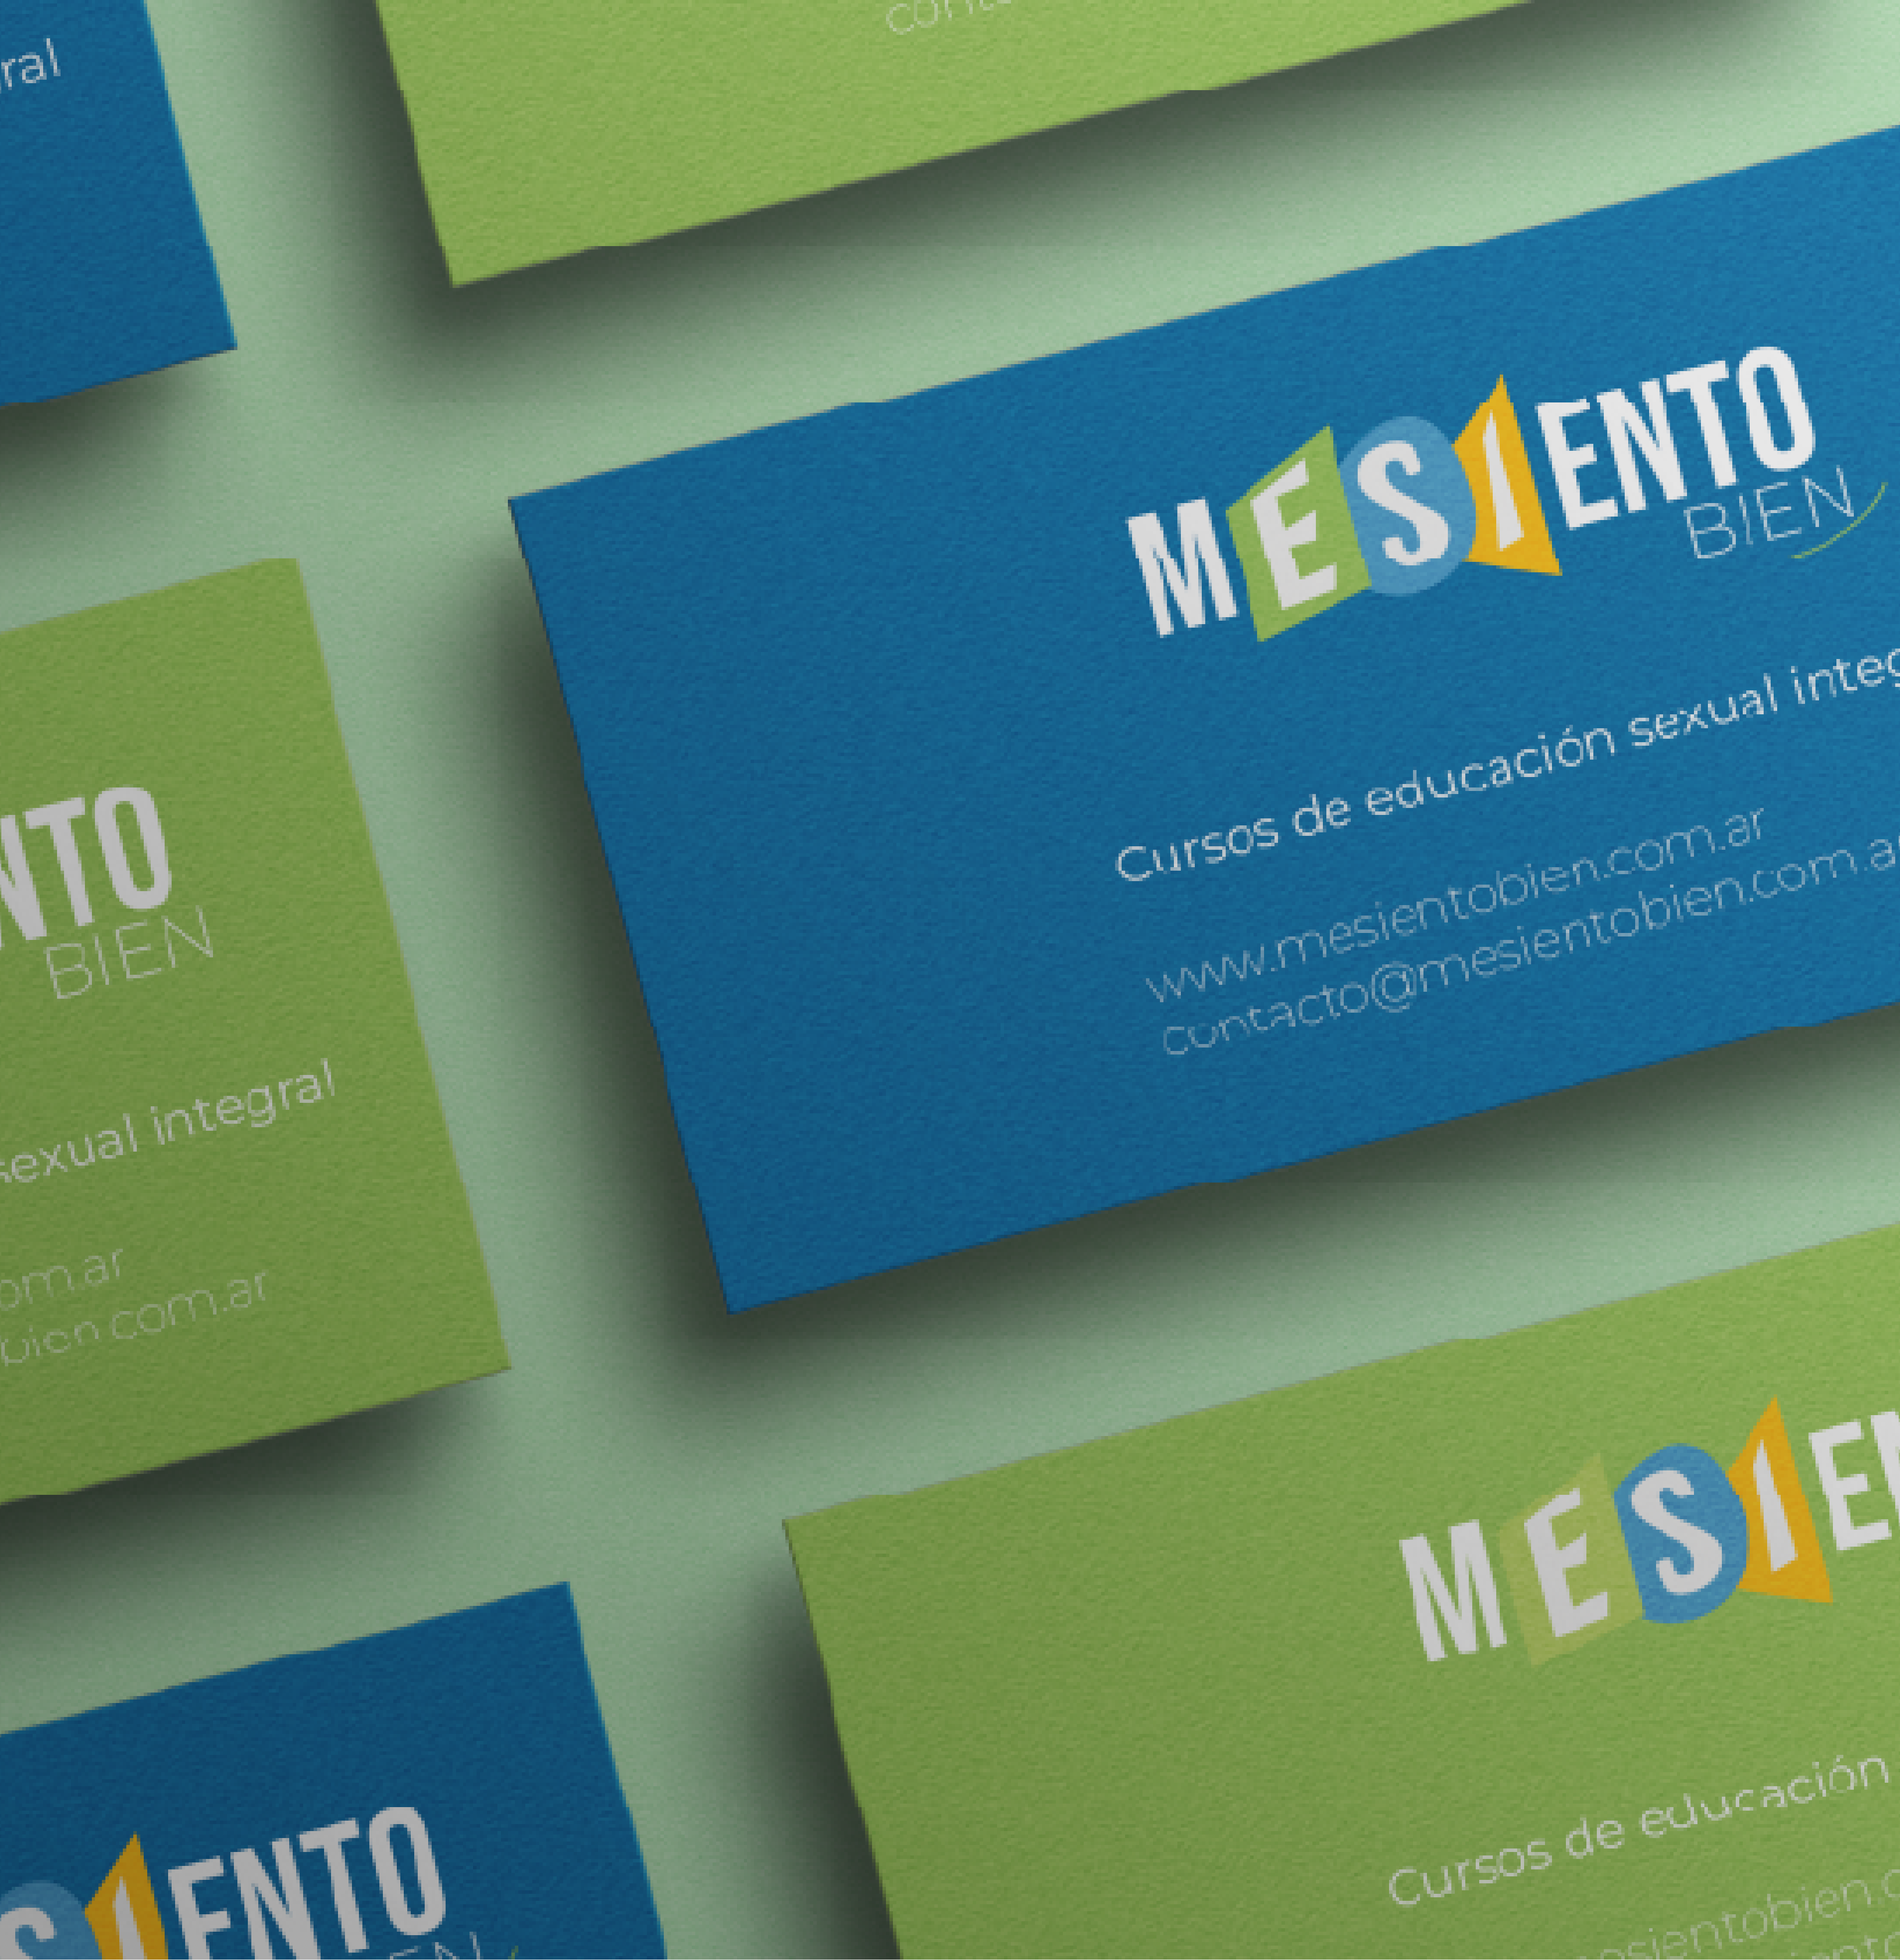 ral
MESIENTO
BIEN
Cursos de educación sexual integ
www.mesientobien.com.ar
contacto@mesientobien.com.a
NTO
BIEN
sexual integral
om.ar
bien.com.ar
MESIEN
Cursos de educación
esientobien.c
SIENTO